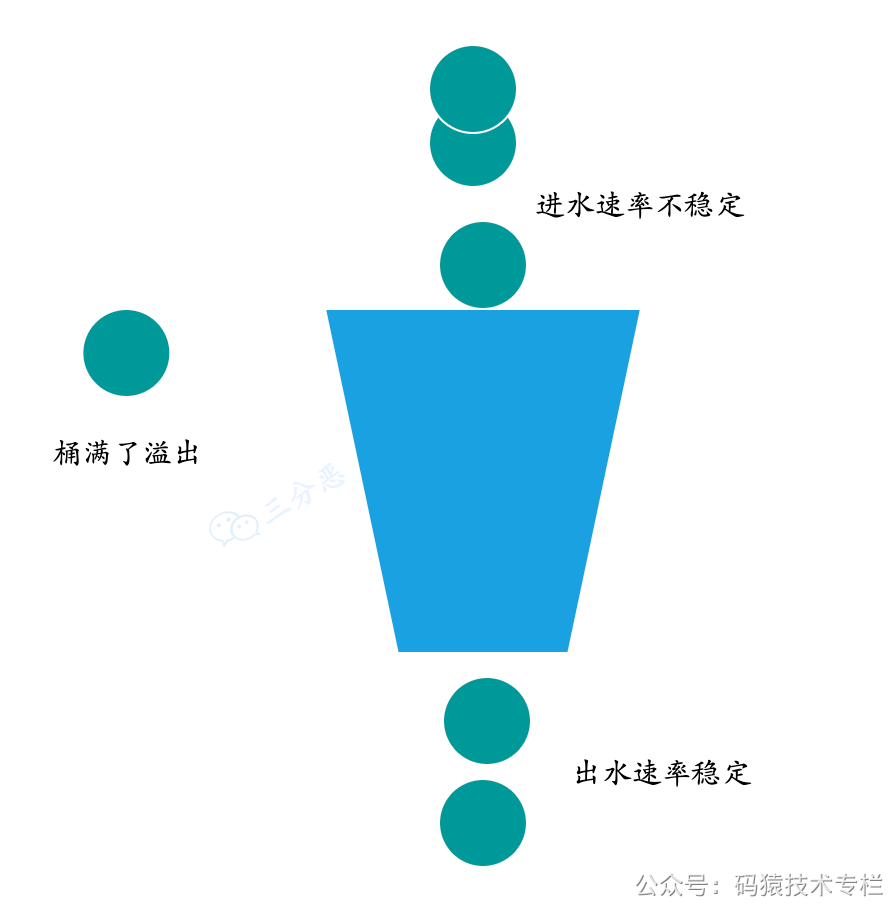 进水速率不稳定
桶满了溢出
三分恶
出水速率稳定
公众号：码猿技术专栏